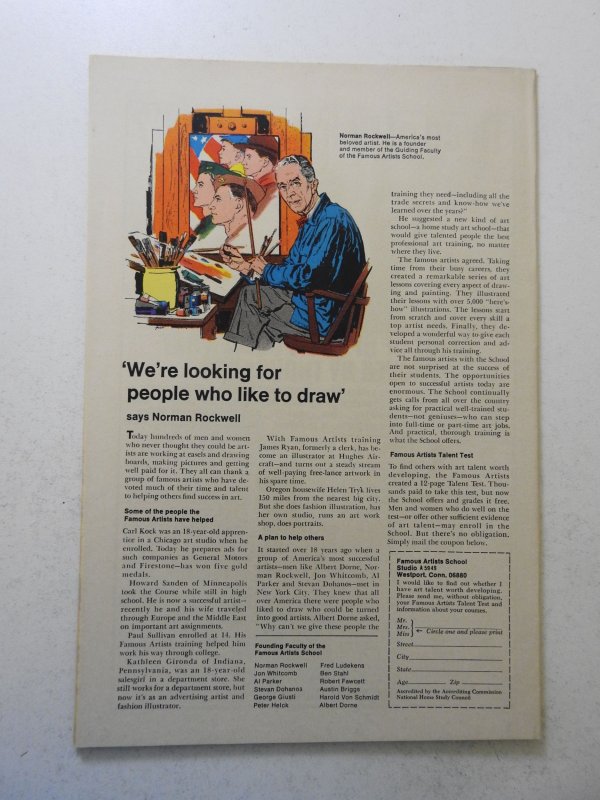 Norman Rockwell—America's most
beloved artist. He is a founder
and member of the Guiding Faculty
of the Famous Artists School.
'We're looking for
people who like to draw'
says Norman Rockwell
Today hundreds of men and women
who never thought they could be art-
ists are working at easels and drawing
boards, making pictures and getting
well paid for it. They all can thank a
group of famous artists who have de-
voted much of their time and talent
to helping others find success in art.
Some of the people the
Famous Artists have helped
Carl Kock was an 18-year-old appren-
tice in a Chicago art studio when he
enrolled. Today he prepares ads for
such companies as General Motors
and Firestone—has won five gold
medals.
Howard Sanden of Minneapolis
took the Course while still in high
school. He is now a successful artist—
recently he and his wife traveled
through Europe and the Middle East
on important art assignments.
Paul Sullivan enrolled at 14. His
Famous Artists training helped him
work his way through college.
Kathleen Gironda of Indiana,
Pennsylvania, was an 18-year-old
salesgirl in a department store. She
still works for a department store, but
now it's as an advertising artist and
fashion illustrator.
With Famous Artists training
James Ryan, formerly a clerk, has be-
come an illustrator at Hughes Air-
craft—and turns out a steady stream
of well-paying free-lance artwork in
his spare time.
Oregon housewife Helen Tryk lives
150 miles from the nearest big city.
But she does fashion illustration, has
her own studio, runs an art work
shop, does portraits.
A plan to help others
It started over 18 years ago when a
group of America's most successful
artists—men like Albert Dorne, Nor-
man Rockwell, Jon Whitcomb, Al
Parker and Stevan Dohanos—met in
New York City. They knew that all
over America there were people who
liked to draw who could be turned
into good artists. Albert Dorne asked,
"Why can't we give these people the
Founding Faculty of the
Famous Artists School
Norman Rockwell
Jon Whitcomb
Al Parker
Stevan Dohanos
George Giusti
Peter Helck
Fred Ludekens
Ben Stahl
Robert Fawcett
Austin Briggs
Harold Von Schmidt
Albert Dorne
training they need—including all the
trade secrets and know-how we've
learned over the years?"
He suggested a new kind of art
school—a home study art school—that
would give talented people the best
professional art training, no matter
where they live.
The famous artists agreed. Taking
time from their busy careers, they
created a remarkable series of art
lessons covering every aspect of draw-
ing and painting. They illustrated
their lessons with over 5,000 "here's-
how" illustrations. The lessons start
from scratch and cover every skill a
top artist needs. Finally, they de-
veloped a wonderful way to give each
student personal correction and ad-
vice all through his training.
The famous artists with the School
are not surprised at the success of
their students. The opportunities
open to successful artists today are
enormous. The School continually
gets calls from all over the country
asking for practical well-trained stu-
dents—not geniuses—who can step
into full-time or part-time art jobs.
And practical, thorough training is
what the School offers.
Famous Artists Talent Test
To find others with art talent worth
developing, the Famous Artists
created a 12-page Talent Test. Thou-
sands paid to take this test, but now
the School offers and grades it free.
Men and women who do well on the
test—or offer other sufficient evidence
of art talent—may enroll in the
School. But there's no obligation.
Simply mail the coupon below.
Famous Artists School
Studio
Westport, Conn. 06880
I would like to find out whether I
have art talent worth developing.
Please send me, without obligation,
your Famous Artists Talent Test and
information about your courses.
Mr.
Mrs.
Miss
Circle one and please print
Street
City
State
Age Zip
Accredited by the Accrediting Commission
National Home Study Council